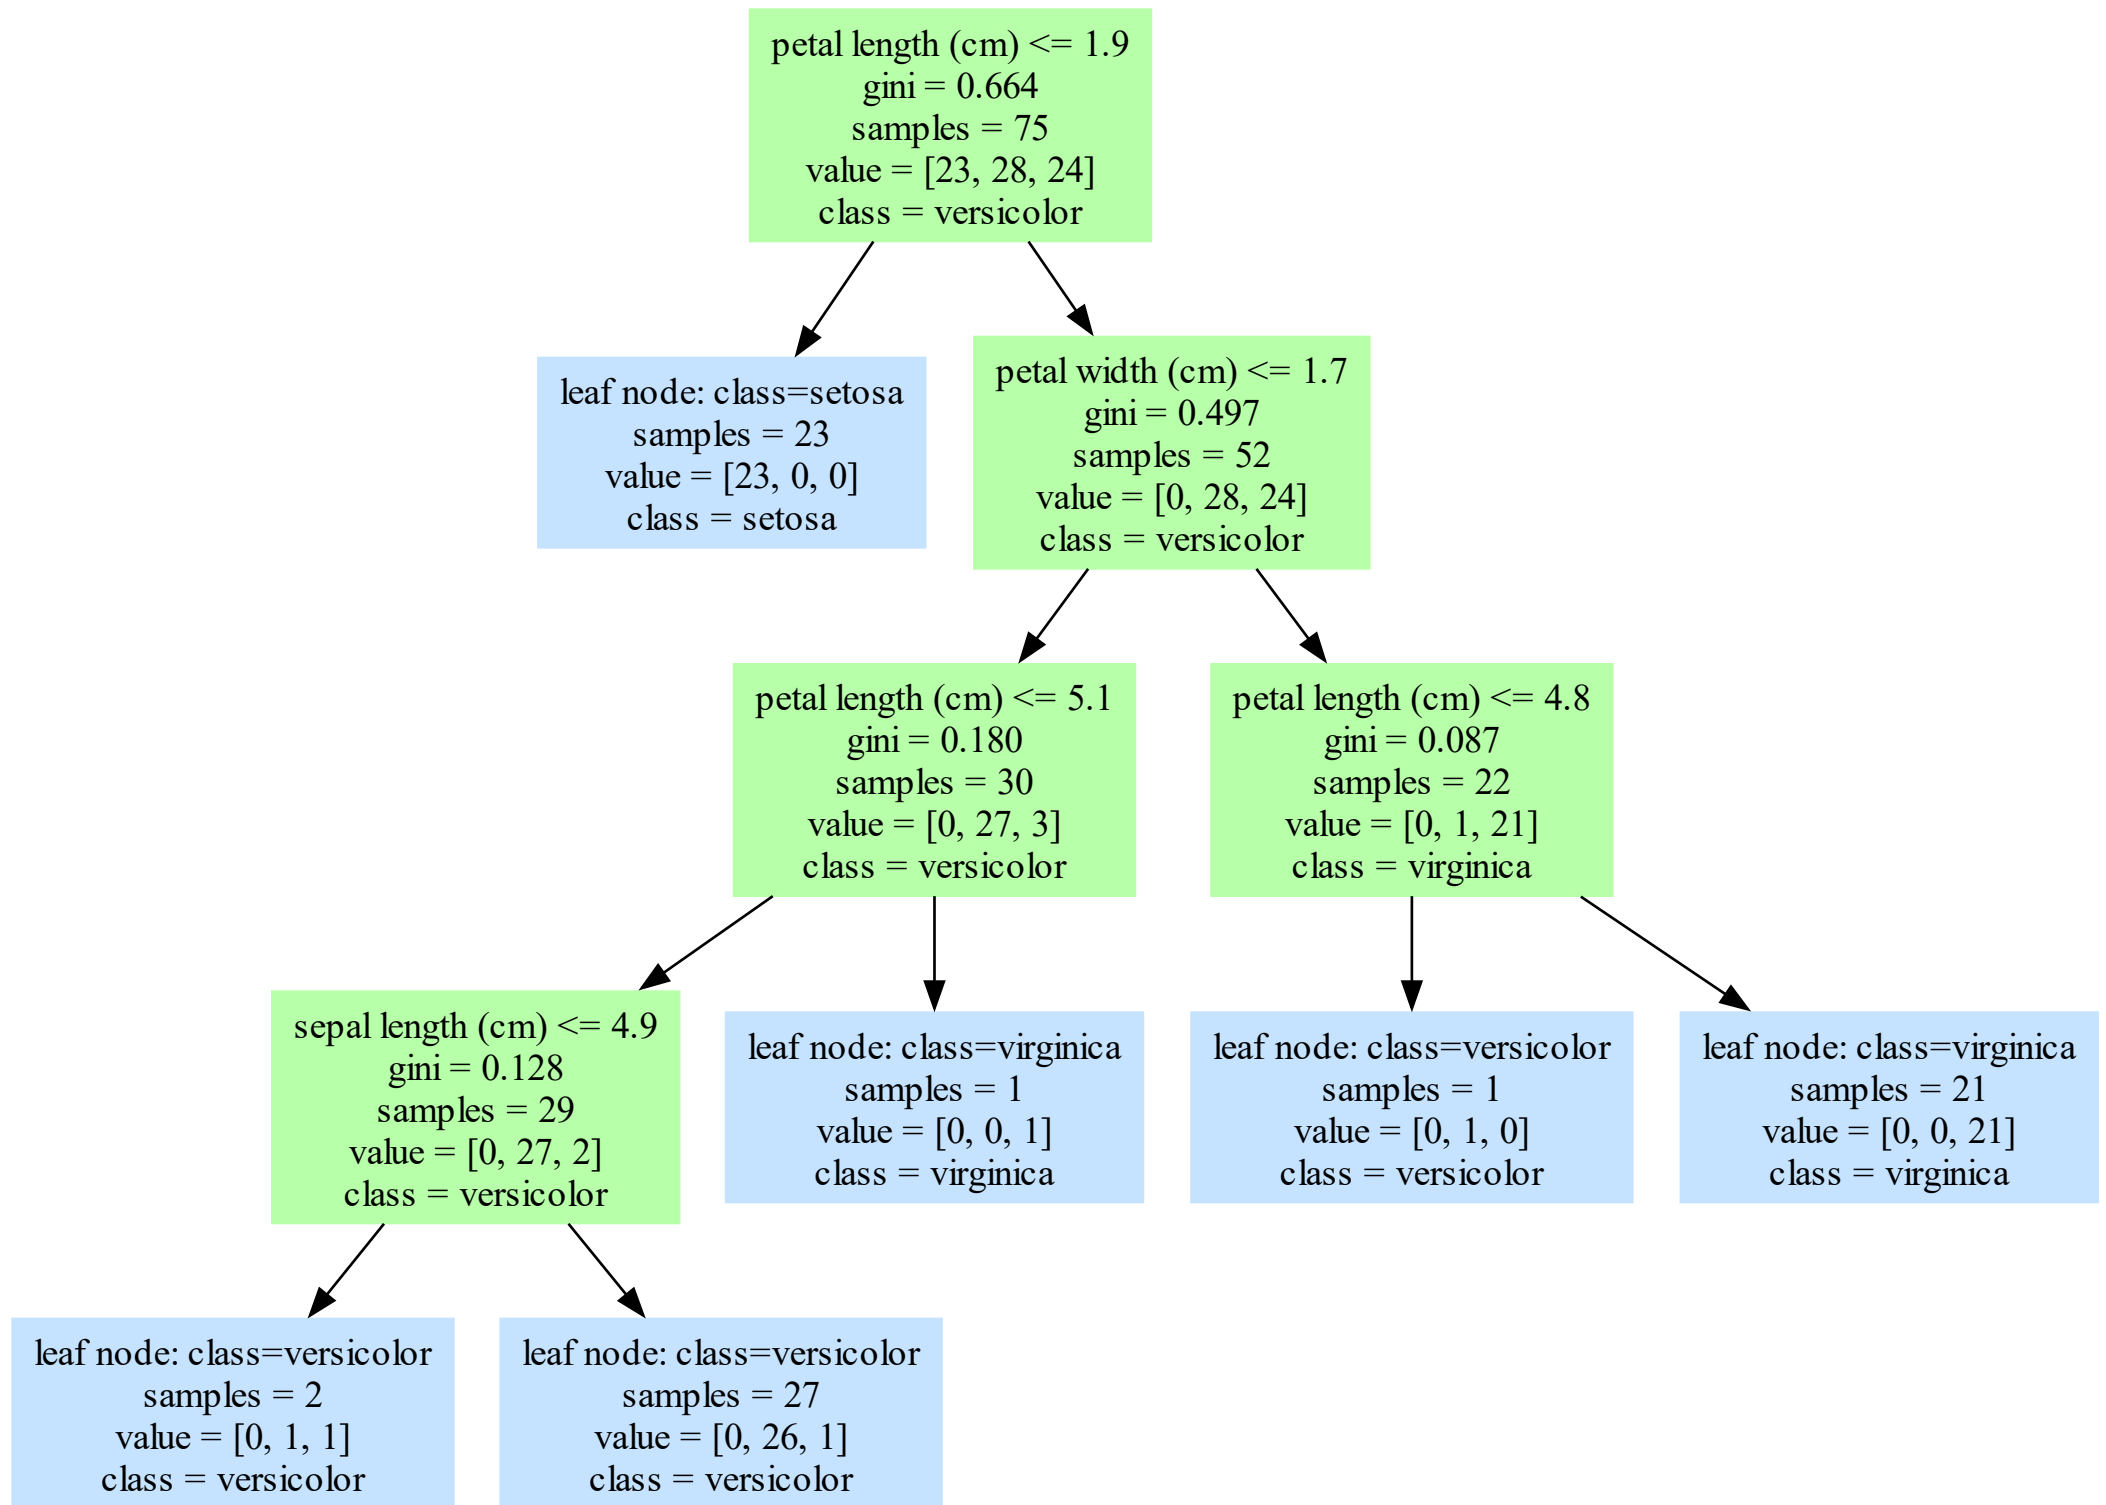 petal length (cm) <= 1.9
gini = 0.664
samples = 75
value = [23, 28, 24]
class = versicolor
leaf node: class=setosa
samples = 23
value = [23, 0, 0]
class = setosa
petal width (cm) <= 1.7
gini = 0.497
samples = 52
value = [0, 28, 24]
class = versicolor
petal length (cm) <= 5.1
gini = 0.180
samples = 30
value = [0, 27, 3]
class = versicolor
petal length (cm) <= 4.8
gini = 0.087
samples = 22
value = [0, 1, 21]
class = virginica
sepal length (cm) <= 4.9
gini = 0.128
samples = 29
value = [0, 27, 2]
class = versicolor
leaf node: class=virginica
samples = 1
value = [0, 0, 1]
class = virginica
leaf node: class=versicolor
samples = 1
value = [0, 1, 0]
class = versicolor
leaf node: class=virginica
samples = 21
value = [0, 0, 21]
class = virginica
leaf node: class=versicolor
samples = 2
value = [0, 1, 1]
class = versicolor
leaf node: class=versicolor
samples = 27
value = [0, 26, 1]
class = versicolor